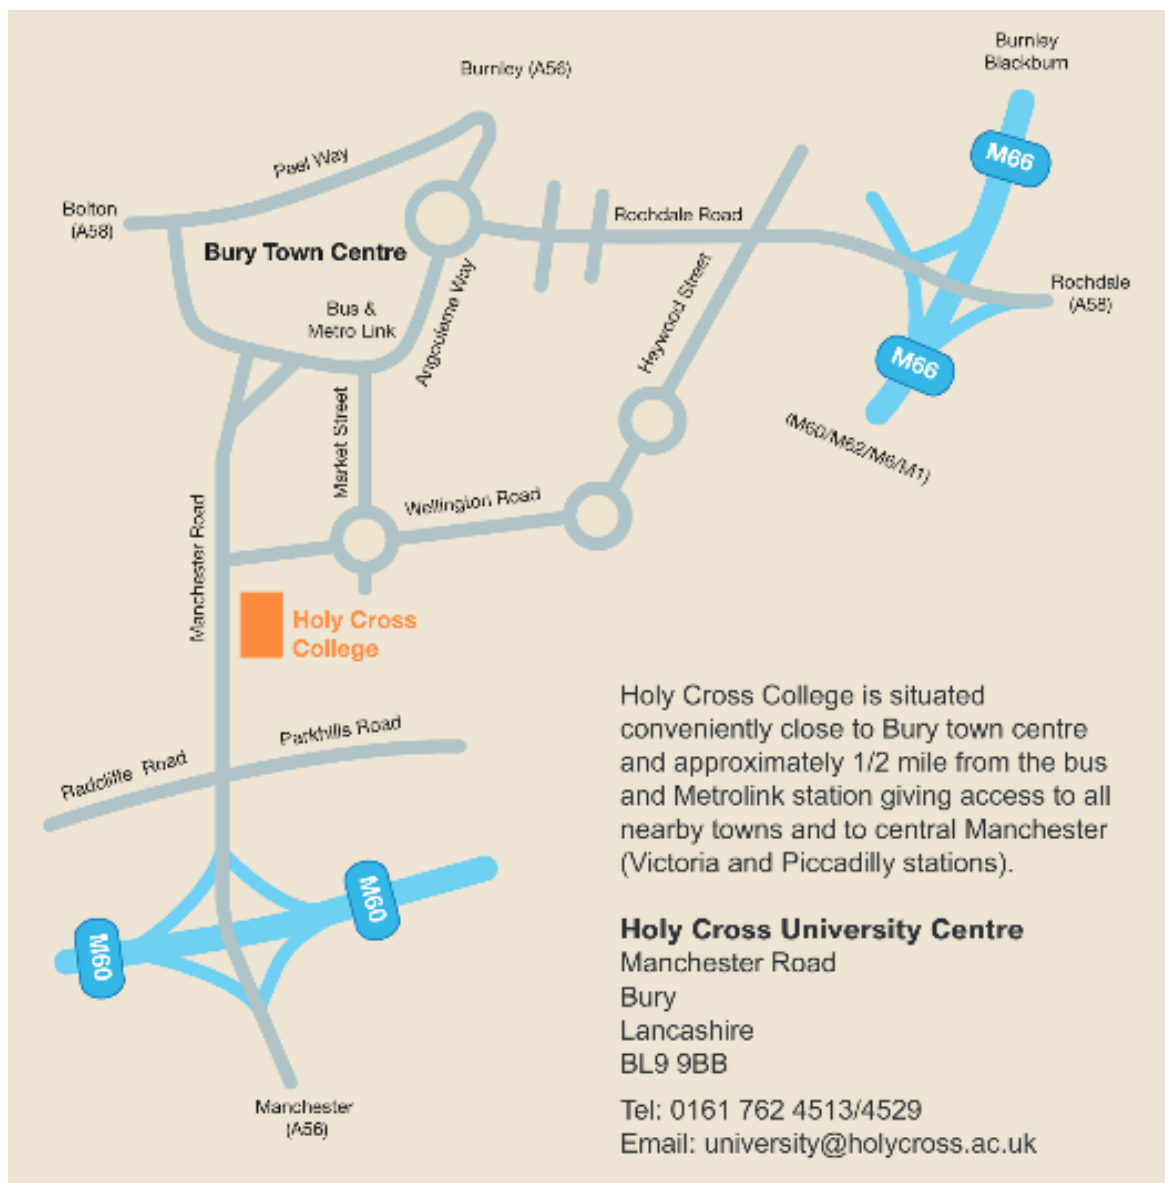 Burnley
Blackburn
Burnley (A56)
M66
Peel Way
Bolton
(A58)
Rochdale Road
Bury Town Centre
Rochdale
(A58)
Bus &
Metro Link
Angouleme Way
Heywood Street
M66
(M60/M62/M6/M1)
Market Street
Wellington Road
Manchester Road
Holy Cross
College
Parkhills Road
Radcliffe Road
M60
M60
Manchester
(A56)
Holy Cross College is situated
conveniently close to Bury town centre
and approximately 1/2 mile from the bus
and Metrolink station giving access to all
nearby towns and to central Manchester
(Victoria and Piccadilly stations).
Holy Cross University Centre
Manchester Road
Bury
Lancashire
BL9 9BB
Tel: 0161 762 4513/4529
Email: university@holycross.ac.uk